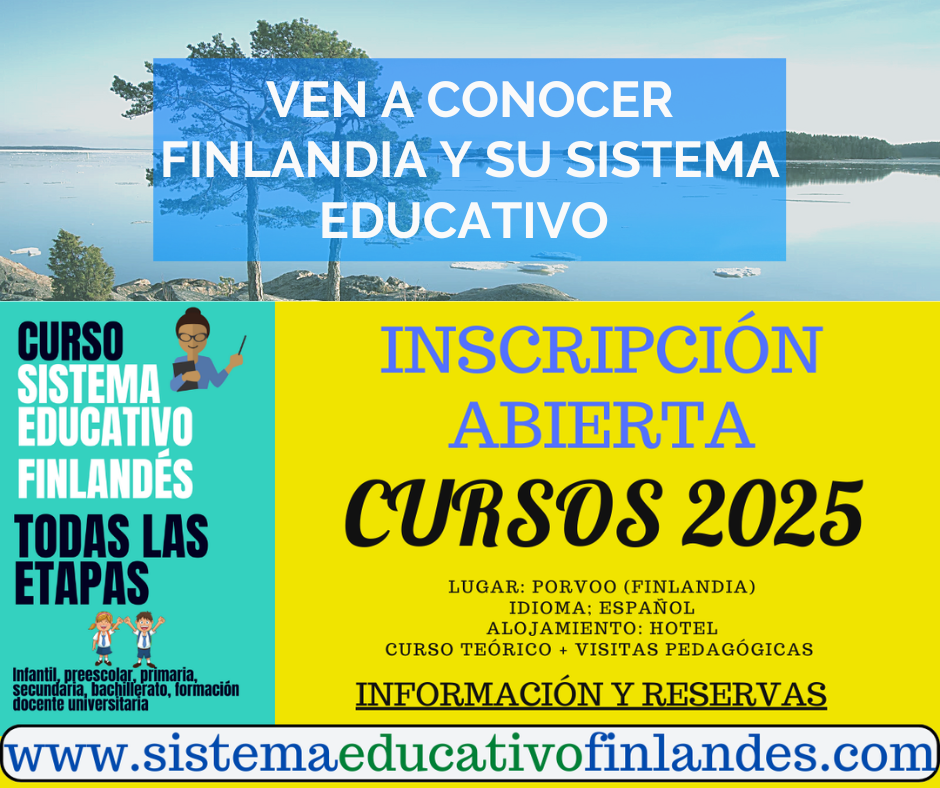 VEN A CONOCER
FINLANDIA Y SU SISTEMA
EDUCATIVO
CURSO
SISTEMA
EDUCATIVO
FINLANDÉS
TODAS LAS
ETAPAS
Infantil, preescolar, primaria,
secundaria, bachillerato, formación
docente universitaria
INSCRIPCIÓN
ABIERTA
CURSOS 2025
LUGAR: PORVOO (FINLANDIA)
IDIOMA; ESPAÑOL
ALOJAMIENTO: HOTEL
CURSO TEÓRICO + VISITAS PEDAGÓGICAS
INFORMACIÓN Y RESERVAS
www.sistemaeducativofinlandes.com